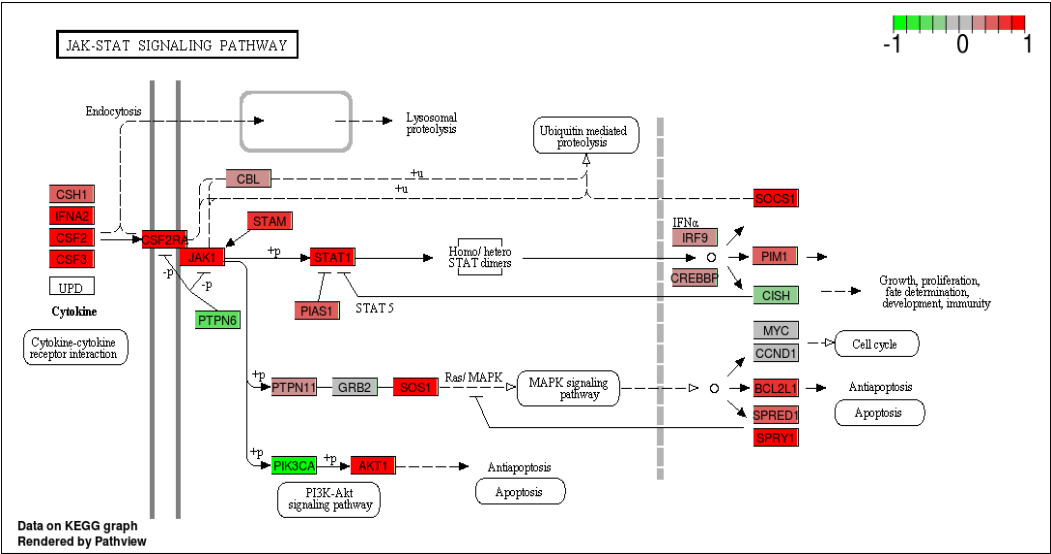 JAK-STAT SIGNALING PATHWAY
-1 0 1
Endocytosis
Lysosomal
proteolysis
Ubiquitin mediated
proteolysis
+u
CBL
+u
CSH1
IFNA2
CSF2
CSF3
UPD
Cytokine
Cytokine-cytokine
receptor interaction
CSF2RA
STAM
JAK1
+p
STAT1
-p
-p
PTPN6
PIAS1
STAT 5
Homo/ hetero
STAT dimers
SOCS1
IFNα
IRF9
CREBBP
PIM1
CISH
Growth, proliferation,
fate determination,
development, immunity
MYC
CCND1
Cell cycle
+p
PTPN11
GRB2
SOS1
Ras/ MAPK
MAPK signaling
pathway
BCL2L1
Antiapoptosis
SPRED1
Apoptosis
SPRY1
+p
PIK3CA
+p
AKT1
Antiapoptosis
PI3K-Akt
signaling pathway
Apoptosis
Data on KEGG graph
Rendered by Pathview